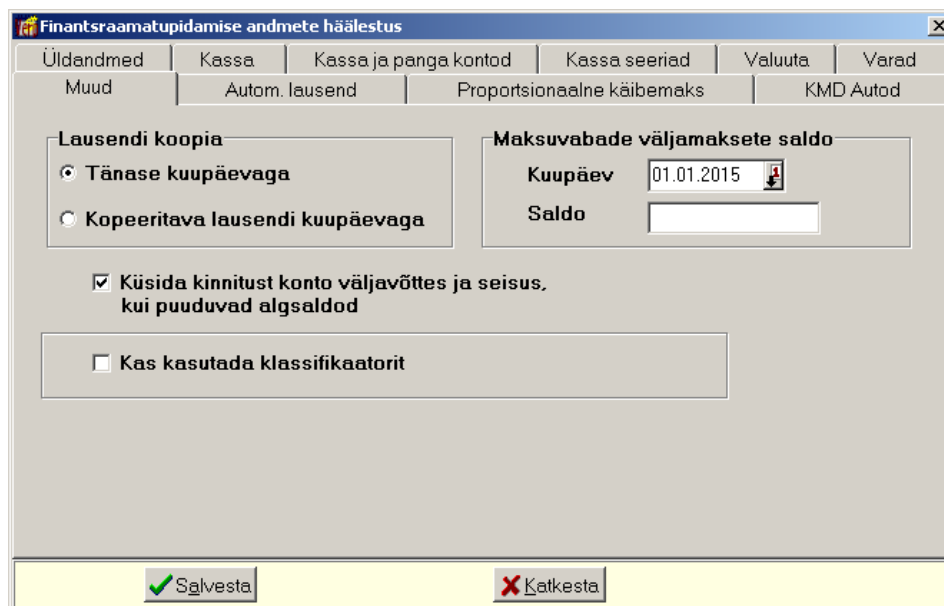 Finantsraamatupidamise andmete häälestus
Üldandmed Kassa Kassa ja panga kontod Kassa seeriad Valuuta Varad
Muud Autom. lausend Proportsionaalne käibemaks KMD Autod
Lausendi koopia
Tänase kuupäevaga
Kopeeritava lausendi kuupäevaga
Maksuvabade väljamaksete saldo
Kuupäev 01.01.2015
Saldo
Küsida kinnitust konto väljavõttes ja seisus,
kui puuduvad algsaldod
Kas kasutada klassifikaatorit
Salvesta Katkesta